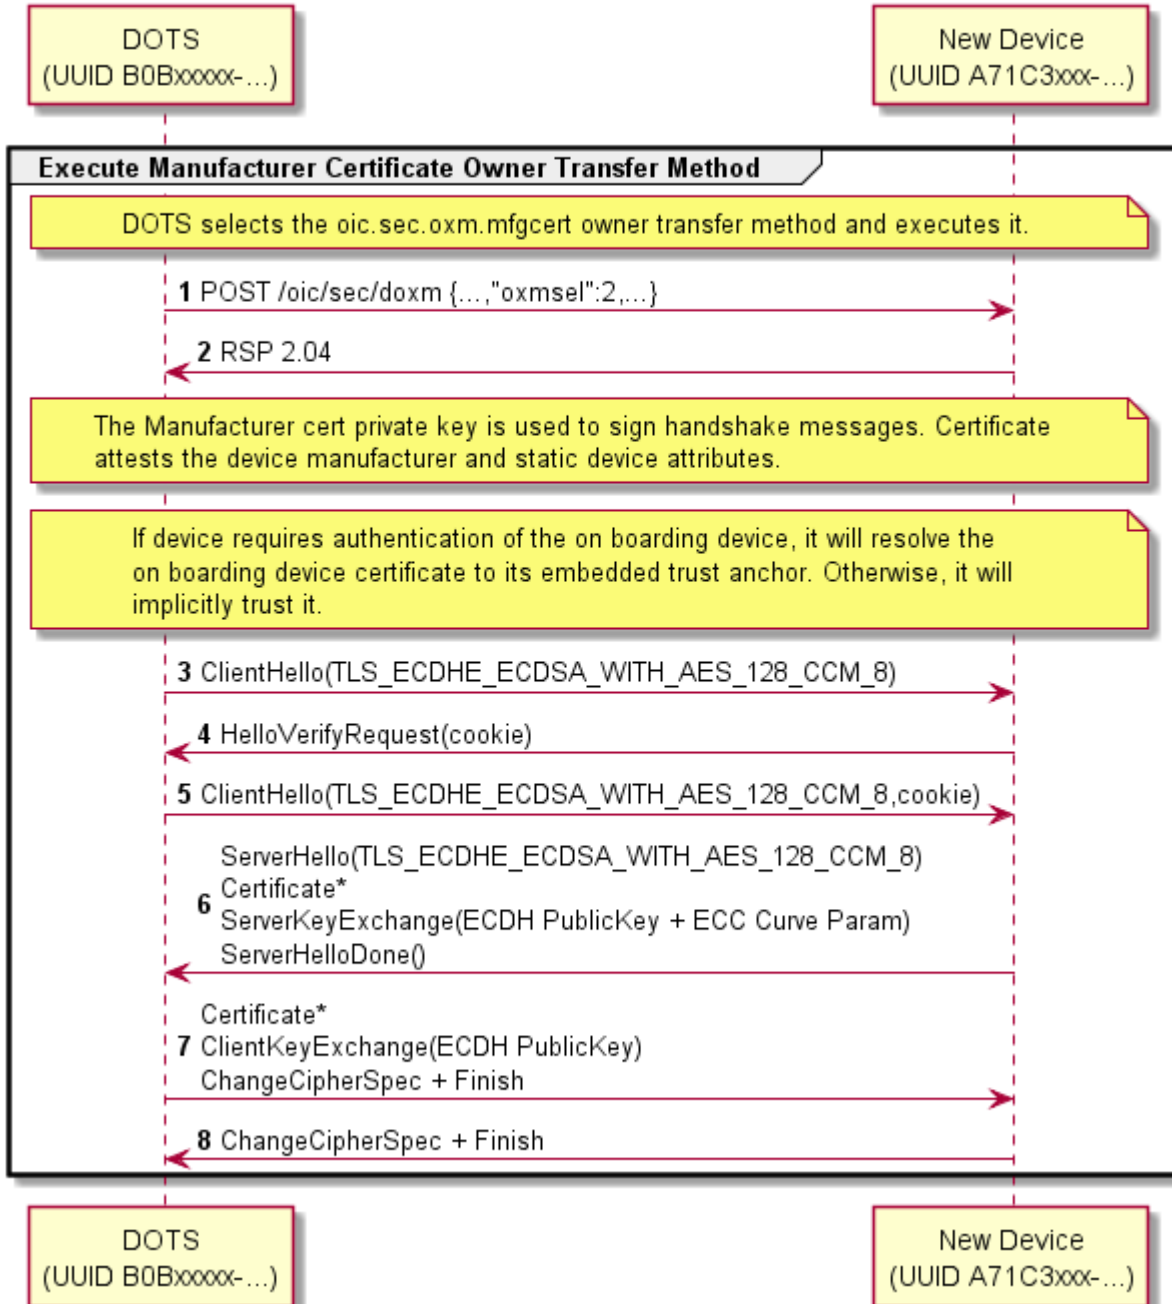 DOTS
(UUID B0Bxxxxx-...)
New Device
(UUID A71C3xxx-...)
Execute Manufacturer Certificate Owner Transfer Method
DOTS selects the oic.sec.oxm.mfgcert owner transfer method and executes it.
1 POST /oic/sec/doxm {...,"oxmsel":2,...}
2 RSP 2.04
The Manufacturer cert private key is used to sign handshake messages. Certificate
attests the device manufacturer and static device attributes.
If device requires authentication of the on boarding device, it will resolve the
on boarding device certificate to its embedded trust anchor. Otherwise, it will
implicitly trust it.
3 ClientHello(TLS_ECDHE_ECDSA_WITH_AES_128_CCM_8)
4 HelloVerifyRequest(cookie)
5 ClientHello(TLS_ECDHE_ECDSA_WITH_AES_128_CCM_8,cookie)
ServerHello(TLS_ECDHE_ECDSA_WITH_AES_128_CCM_8)
Certificate*
6
ServerKeyExchange(ECDH PublicKey + ECC Curve Param)
ServerHelloDone()
Certificate*
7 ClientKeyExchange(ECDH PublicKey)
ChangeCipherSpec + Finish
8 ChangeCipherSpec + Finish
DOTS
(UUID B0Bxxxxx-...)
New Device
(UUID A71C3xxx-...)